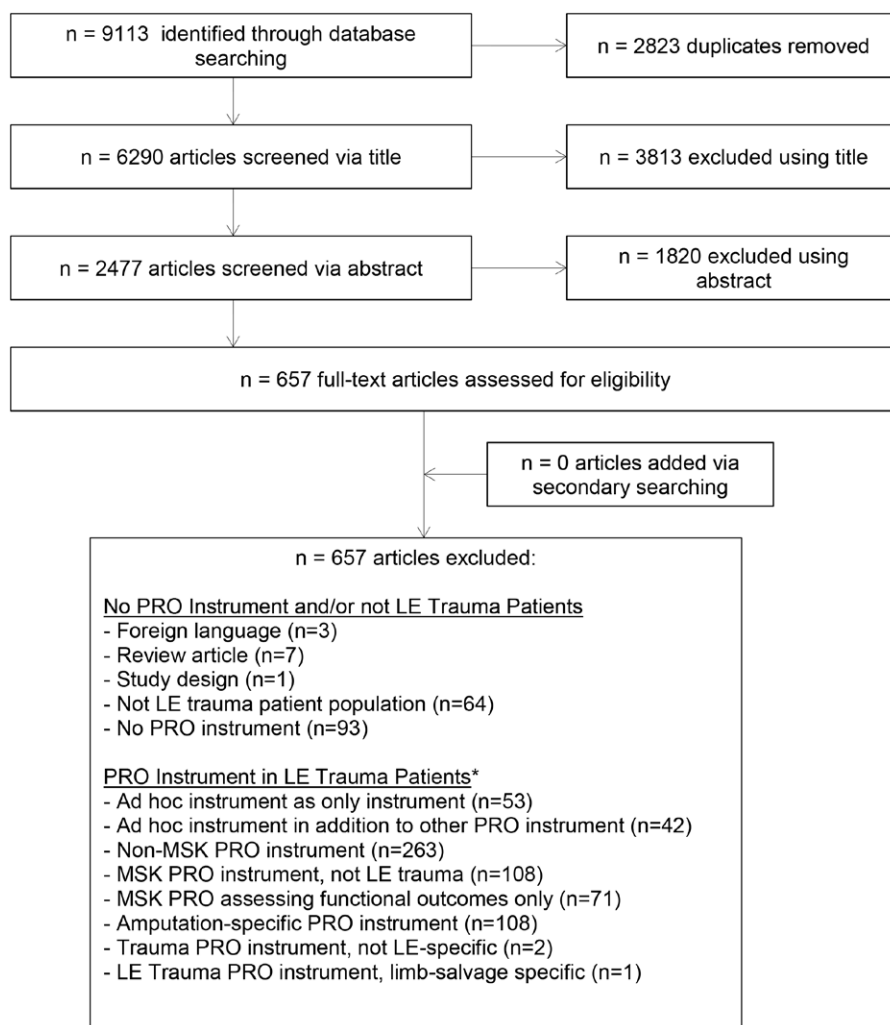 n = 9113  identified through database
searching
n = 2823 duplicates removed
n = 6290 articles screened via title
n = 3813 excluded using title
n = 2477 articles screened via abstract
n = 1820 excluded using
abstract
n = 657 full-text articles assessed for eligibility
n = 0 articles added via
secondary searching
n = 657 articles excluded:
No PRO Instrument and/or not LE Trauma Patients
- Foreign language (n=3)
- Review article (n=7)
- Study design (n=1)
- Not LE trauma patient population (n=64)
- No PRO instrument (n=93)
PRO Instrument in LE Trauma Patients*
- Ad hoc instrument as only instrument (n=53)
- Ad hoc instrument in addition to other PRO instrument (n=42)
- Non-MSK PRO instrument (n=263)
- MSK PRO instrument, not LE trauma (n=108)
- MSK PRO assessing functional outcomes only (n=71)
- Amputation-specific PRO instrument (n=108)
- Trauma PRO instrument, not LE-specific (n=2)
- LE Trauma PRO instrument, limb-salvage specific (n=1)